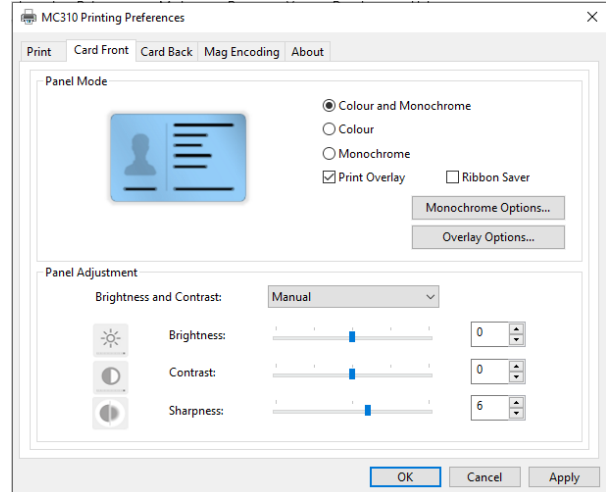 MC310 Printing Preferences
Print Card Front Card Back Mag Encoding About
Panel Mode
Colour and Monochrome
Colour
Monochrome
Print Overlay Ribbon Saver
Monochrome Options...
Overlay Options...
Panel Adjustment
Brightness and Contrast: Manual
Brightness: 0
Contrast: 0
Sharpness: 6
OK Cancel Apply